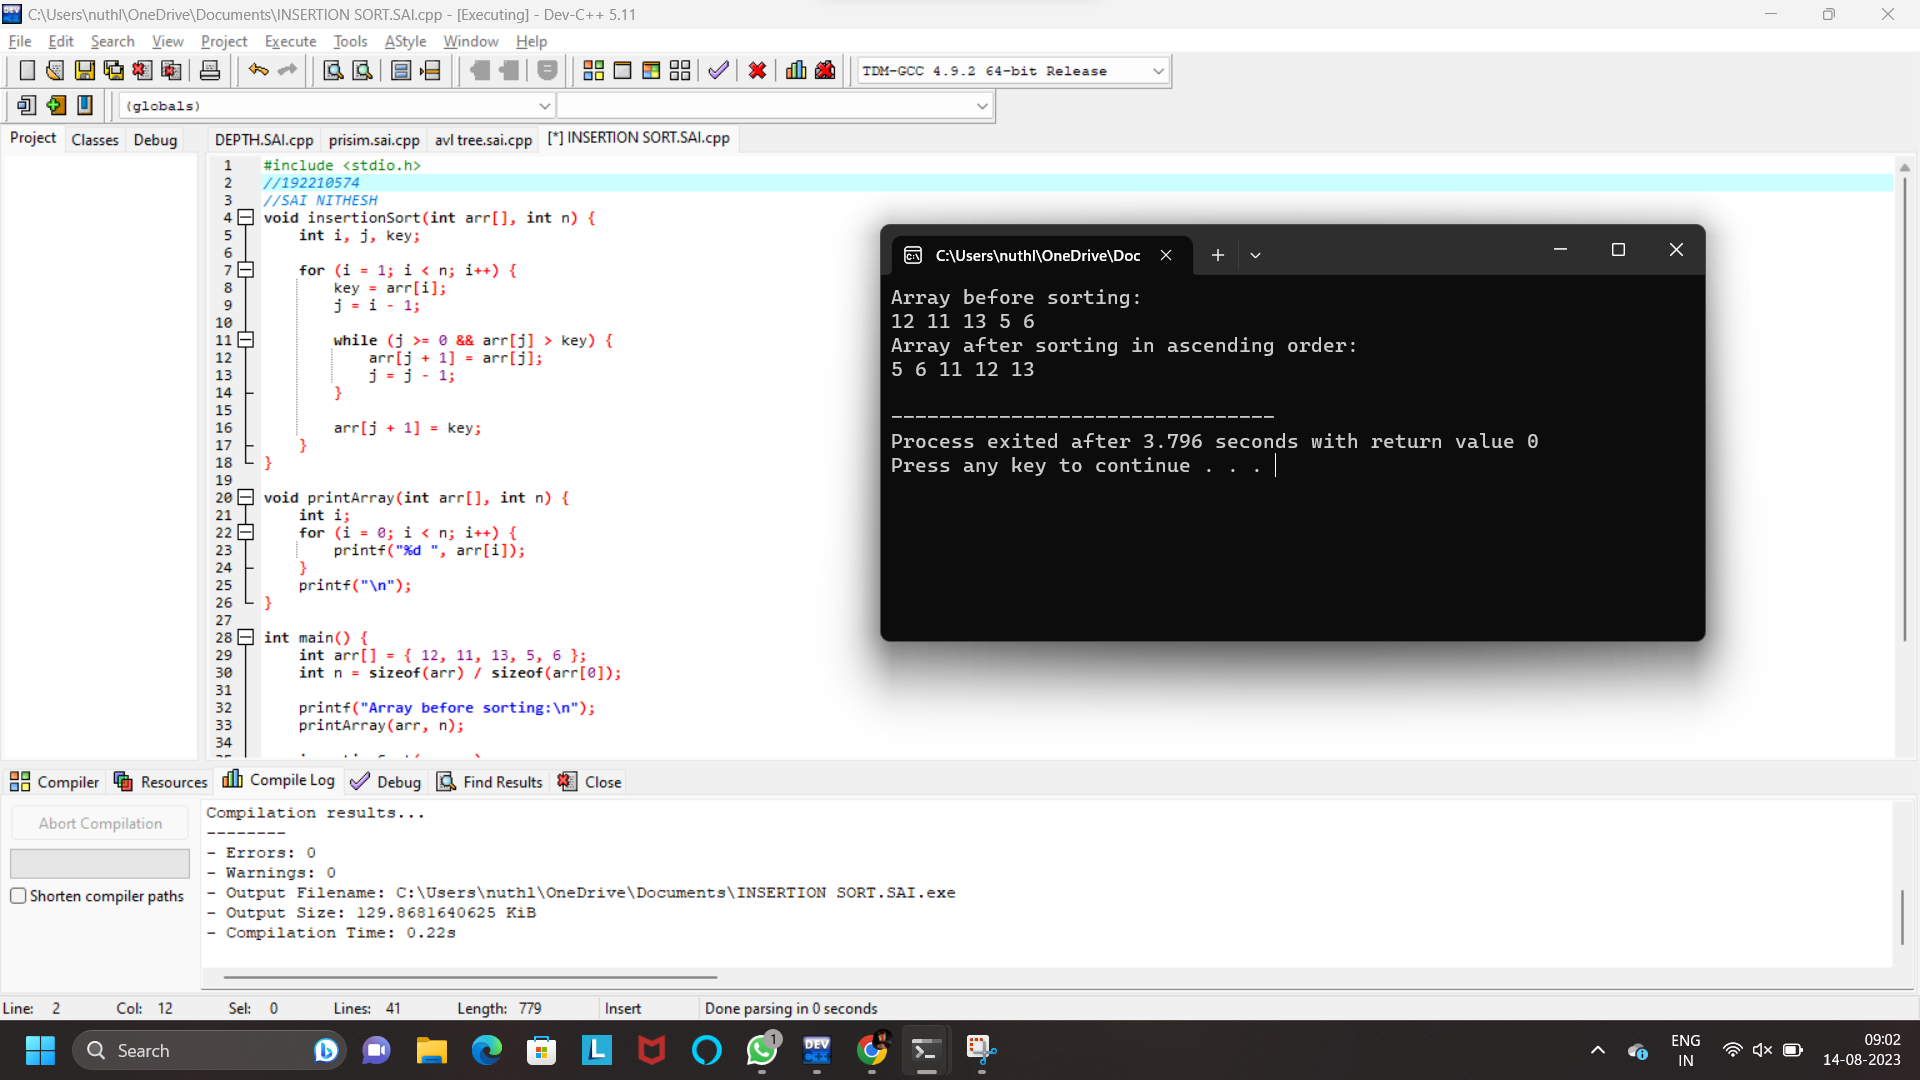 C:\Users\nuthl\OneDrive\Documents\INSERTION SORT.SAI.cpp - [Executing] - Dev-C++ 5.11
File Edit Search View Project Execute Tools AStyle Window Help
TDM-GCC 4.9.2 64-bit Release
(globals)
Project Classes Debug
DEPTH.SAI.cpp prisim.sai.cpp avl tree.sai.cpp [*] INSERTION SORT.SAI.cpp
1 #include <stdio.h>
2 //192210574
3 //SAI NITHESH
4 void insertionSort(int arr[], int n) {
5 int i, j, key;
6
7 for (i = 1; i < n; i++) {
8 key = arr[i];
9 j = i - 1;
10
11 while (j >= 0 && arr[j] > key) {
12 arr[j + 1] = arr[j];
13 j = j - 1;
14 }
15
16 arr[j + 1] = key;
17 }
18 }
19
20 void printArray(int arr[], int n) {
21 int i;
22 for (i = 0; i < n; i++) {
23 printf("%d ", arr[i]);
24 }
25 printf("\n");
26 }
27
28 int main() {
29 int arr[] = { 12, 11, 13, 5, 6 };
30 int n = sizeof(arr) / sizeof(arr[0]);
31
32 printf("Array before sorting:\n");
33 printArray(arr, n);
34
C:\Users\nuthl\OneDrive\Doc
Array before sorting:
12 11 13 5 6
Array after sorting in ascending order:
5 6 11 12 13
--------------------------------
Process exited after 3.796 seconds with return value 0
Press any key to continue . . .
Compiler Resources Compile Log Debug Find Results Close
Abort Compilation
Shorten compiler paths
Compilation results...
--------
- Errors: 0
- Warnings: 0
- Output Filename: C:\Users\nuthl\OneDrive\Documents\INSERTION SORT.SAI.exe
- Output Size: 129.8681640625 KiB
- Compilation Time: 0.22s
Line: 2 Col: 12 Sel: 0 Lines: 41 Length: 779 Insert Done parsing in 0 seconds
Search
L
1
DEV
C++
ENG
IN
09:02
14-08-2023